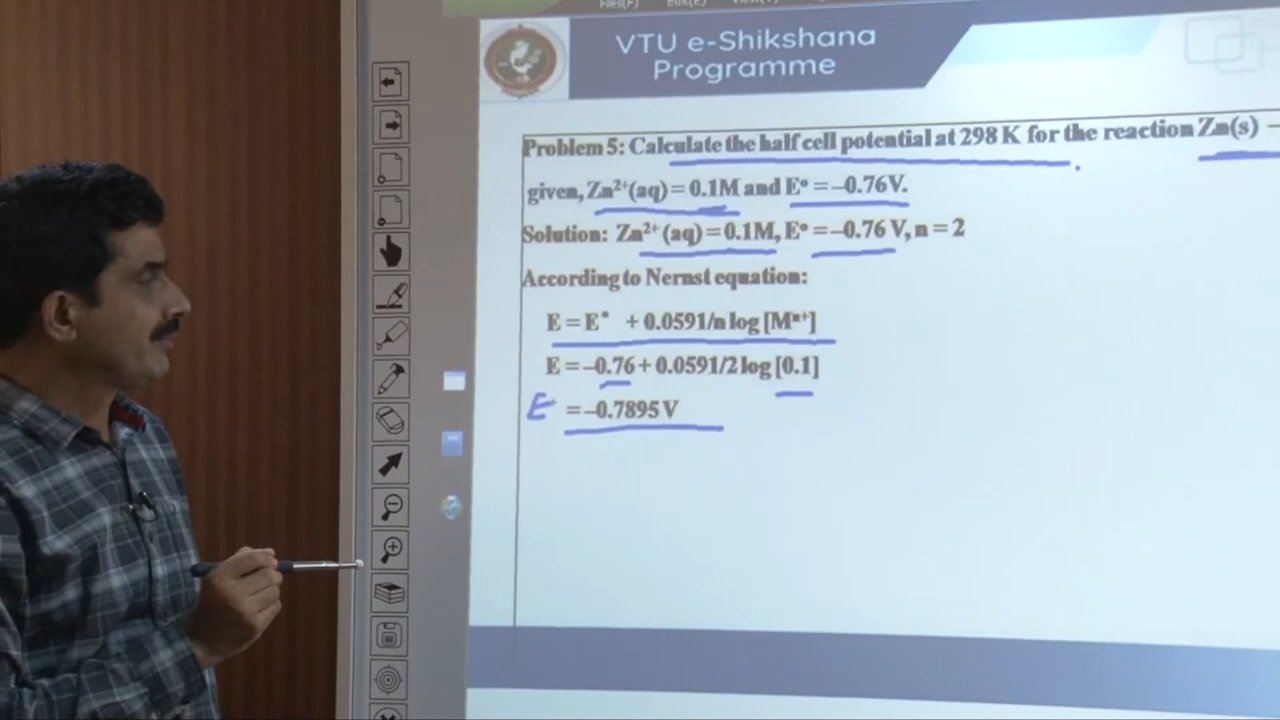 VTU e-Shikshana
Programme
Problem 5: Calculate the half cell potential at 298 K for the reaction Zn(s)
given, Zn²⁺(aq) = 0.1M and E° = –0.76V.
Solution: Zn²⁺ (aq) = 0.1M, E° = –0.76 V, n = 2
According to Nernst equation:
E = E° + 0.0591/n log [Mⁿ⁺]
E = –0.76 + 0.0591/2 log [0.1]
E = –0.7895 V